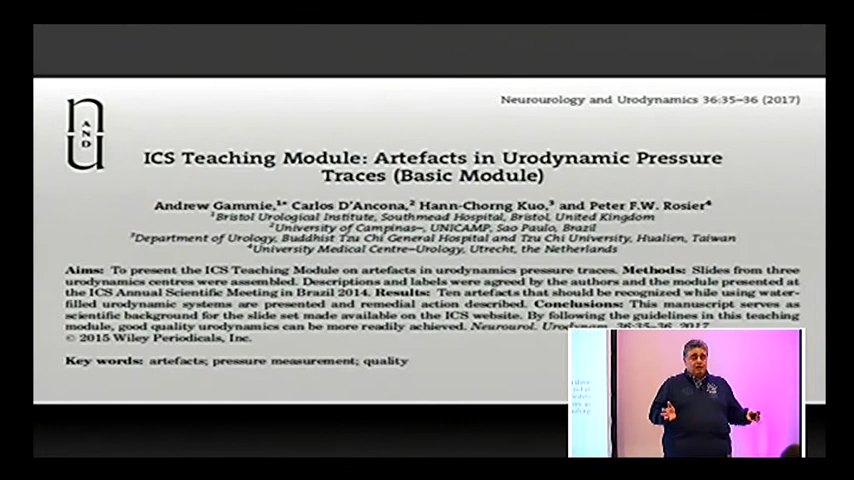 n
AND
u
Neurourology and Urodynamics 36:35–36 (2017)
ICS Teaching Module: Artefacts in Urodynamic Pressure
Traces (Basic Module)
Andrew Gammie,1* Carlos D'Ancona,2 Hann-Chorng Kuo,3 and Peter F.W. Rosier4
1Bristol Urological Institute, Southmead Hospital, Bristol, United Kingdom
2University of Campinas–, UNICAMP, Sao Paulo, Brazil
3Department of Urology, Buddhist Tzu Chi General Hospital and Tzu Chi University, Hualien, Taiwan
4University Medical Centre–Urology, Utrecht, the Netherlands
Aims: To present the ICS Teaching Module on artefacts in urodynamics pressure traces. Methods: Slides from three
urodynamics centres were assembled. Descriptions and labels were agreed by the authors and the module presented at
the ICS Annual Scientific Meeting in Brazil 2014. Results: Ten artefacts that should be recognized while using water-
filled urodynamic systems are presented and remedial action described. Conclusions: This manuscript serves as
scientific background for the slide set made available on the ICS website. By following the guidelines in this teaching
module, good quality urodynamics can be more readily achieved. Neurourol. Urodynam. 36:35–36, 2017.
© 2015 Wiley Periodicals, Inc.
Key words: artefacts; pressure measurement; quality